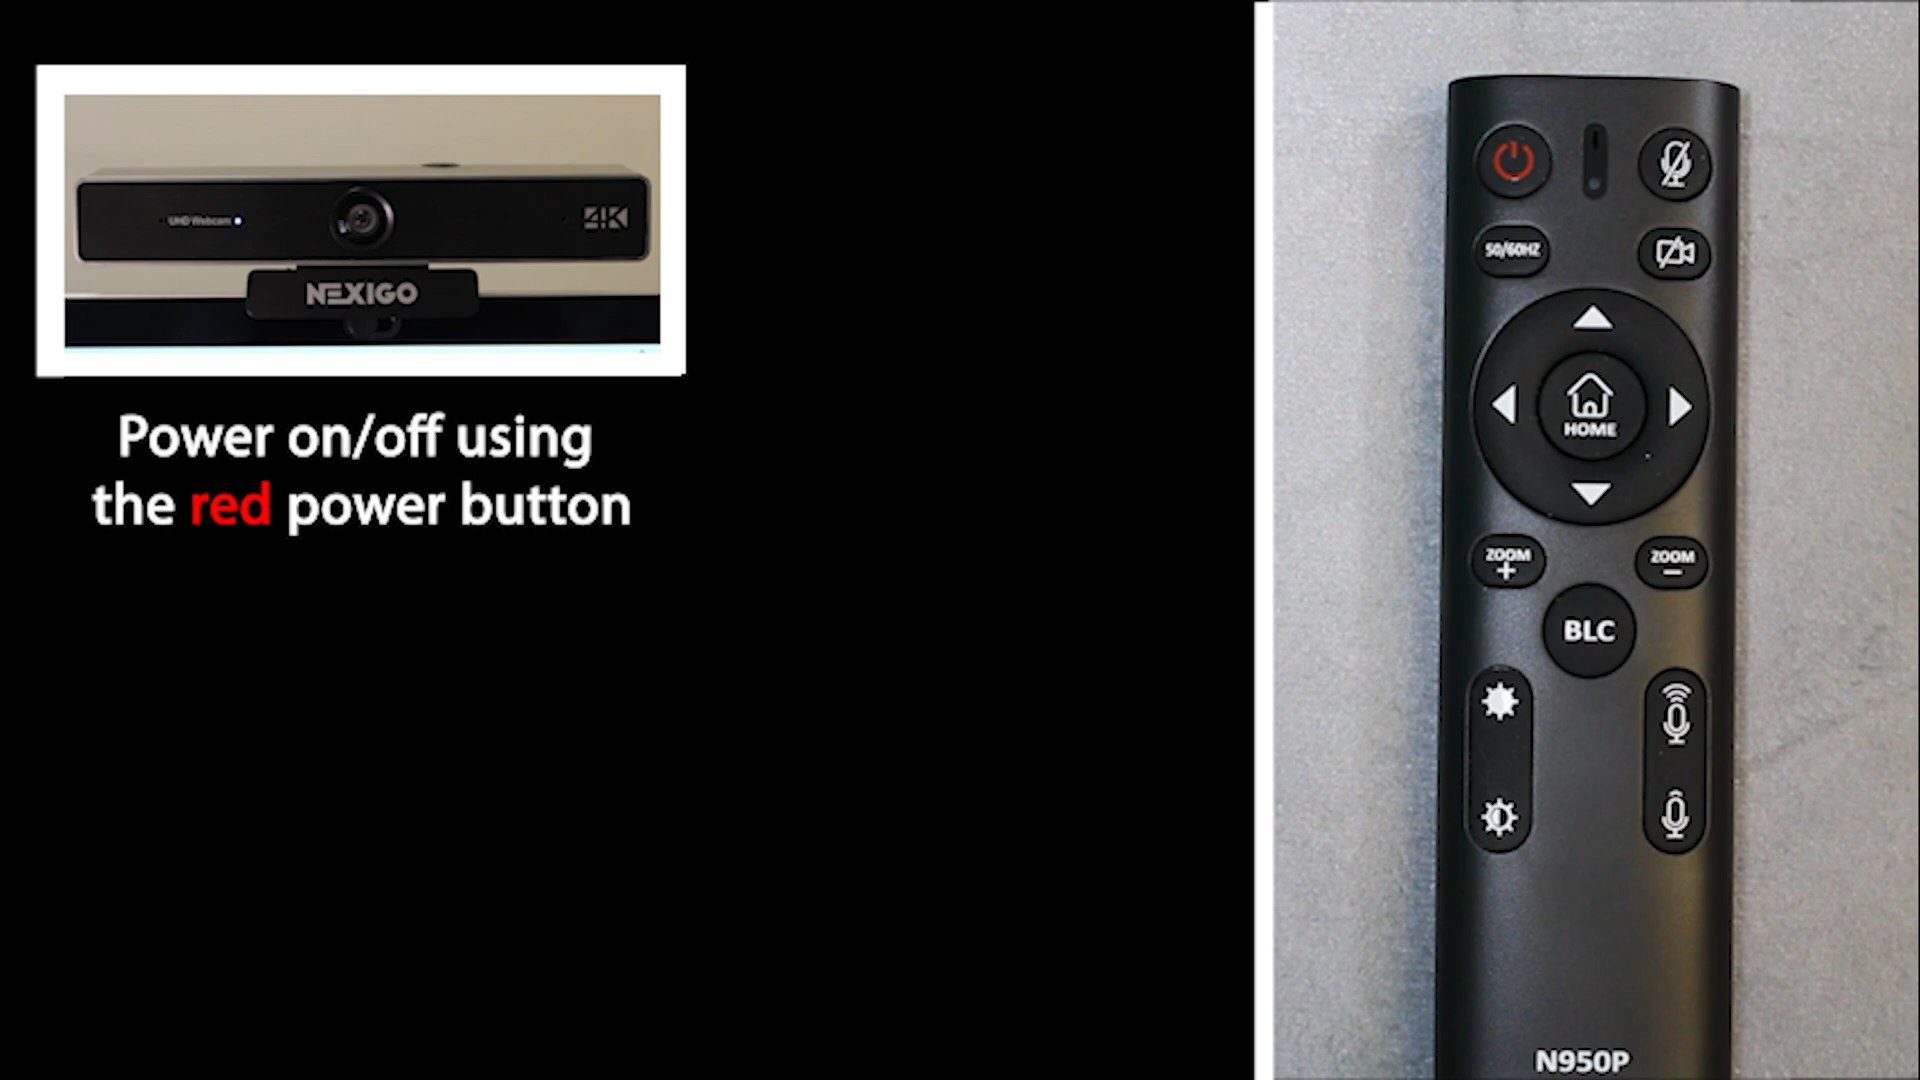 UHD Webcam
4K
NEXIGO
Power on/off using
the red power button
50/60HZ
HOME
ZOOM
+
ZOOM
-
BLC
N950P